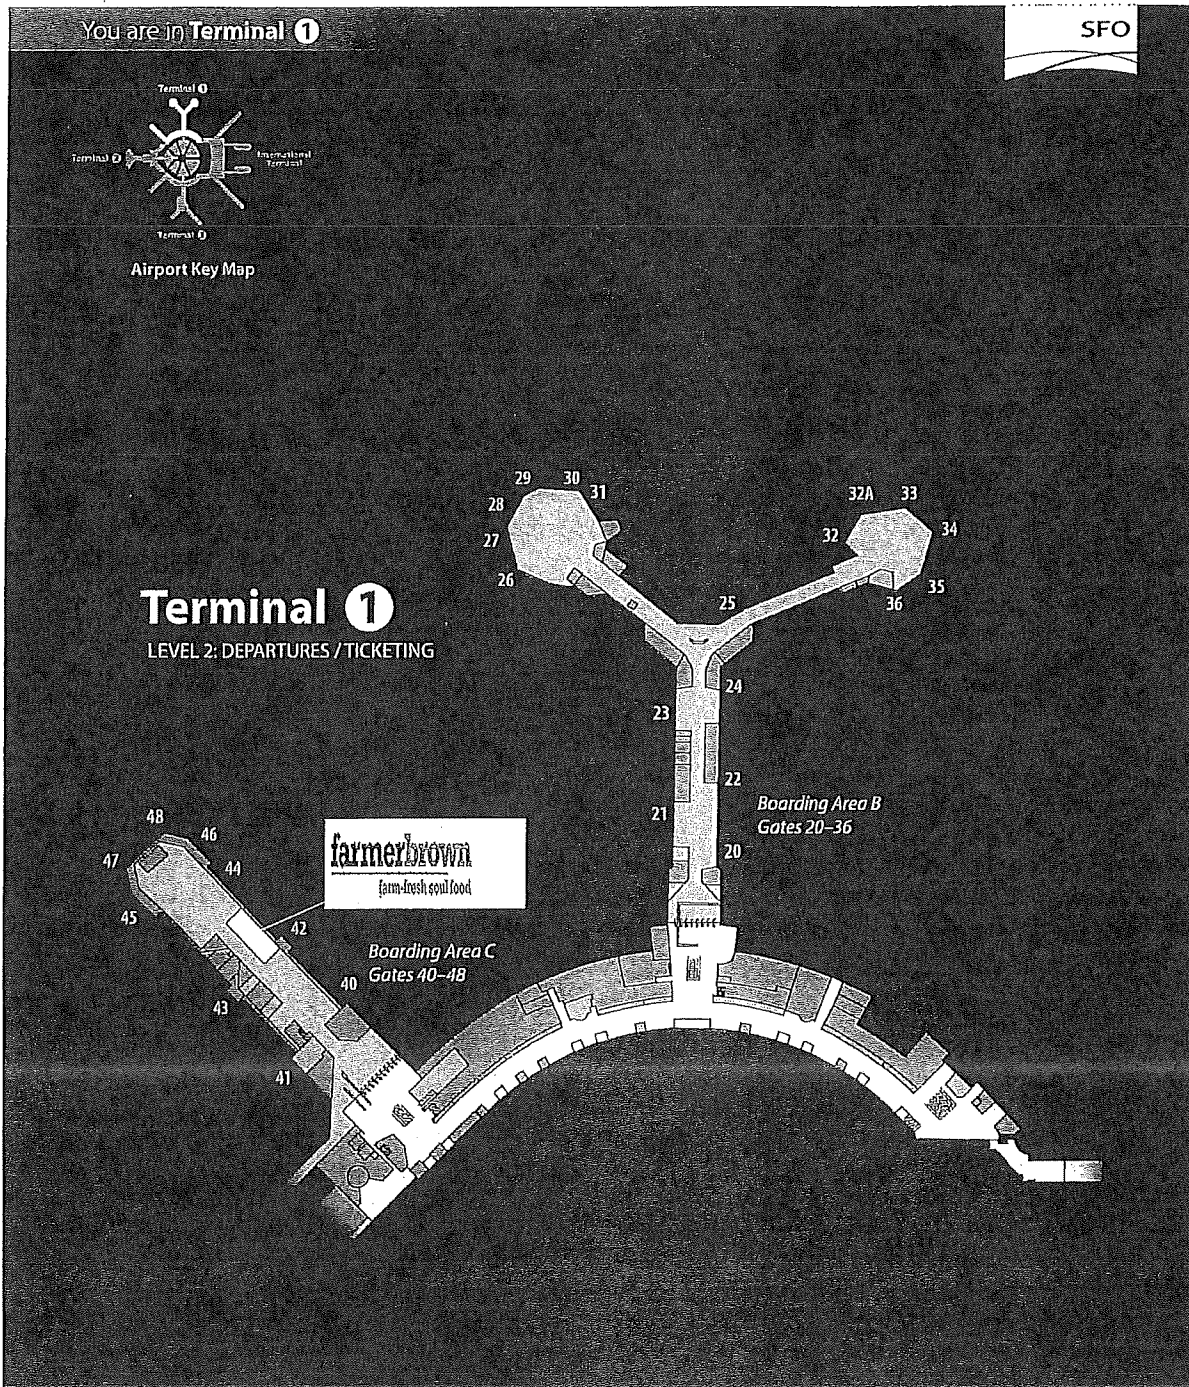 You are in Terminal 1
SFO
Terminal 1
Terminal 2
International
Terminal
Terminal 3
Airport Key Map
29
30
31
28
27
26
32A
33
32
34
35
36
25
Terminal 1
LEVEL 2: DEPARTURES / TICKETING
24
23
22
21
Boarding Area B
Gates 20–36
20
48
46
47
44
farmerbrown
farm-fresh soul food
45
42
Boarding Area C
Gates 40–48
40
43
41